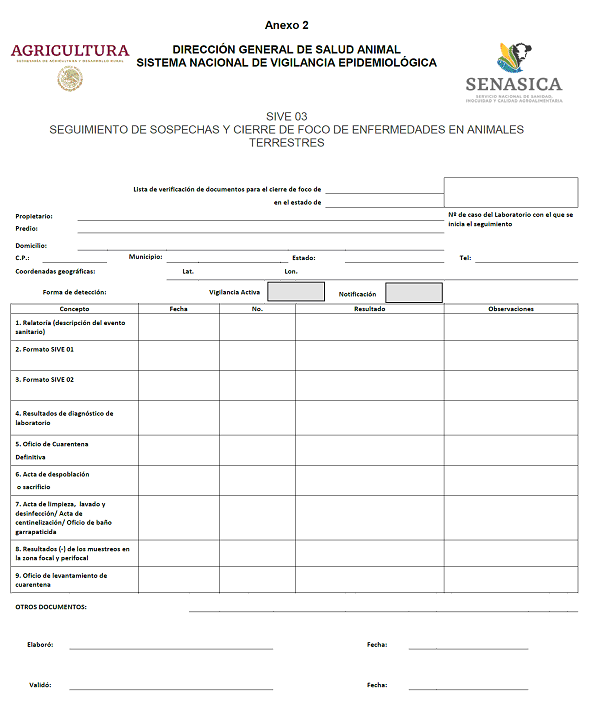 Anexo 2
AGRICULTURA
SECRETARÍA DE AGRICULTURA Y DESARROLLO RURAL
DIRECCIÓN GENERAL DE SALUD ANIMAL
SISTEMA NACIONAL DE VIGILANCIA EPIDEMIOLÓGICA
SENASICA
SERVICIO NACIONAL DE SANIDAD,
INOCUIDAD Y CALIDAD AGROALIMENTARIA
SIVE 03
SEGUIMIENTO DE SOSPECHAS Y CIERRE DE FOCO DE ENFERMEDADES EN ANIMALES
TERRESTRES
Lista de verificación de documentos para el cierre de foco de
en el estado de
Propietario:
Nº de caso del Laboratorio con el que se
inicia el seguimiento
Predio:
Domicilio:
C.P.: Municipio: Estado: Tel:
Coordenadas geográficas: Lat. Lon.
Forma de detección: Vigilancia Activa Notificación
Concepto Fecha No. Resultado Observaciones
1. Relatoría (descripción del evento
sanitario)
2. Formato SIVE 01
3. Formato SIVE 02
4. Resultados de diagnóstico de
laboratorio
5. Oficio de Cuarentena
Definitiva
6. Acta de despoblación
o sacrificio
7. Acta de limpieza, lavado y
desinfección/ Acta de
centinelización/ Oficio de baño
garrapaticida
8. Resultados (-) de los muestreos en
la zona focal y perifocal
9. Oficio de levantamiento de
cuarentena
OTROS DOCUMENTOS:
Elaboró: Fecha:
Validó: Fecha: